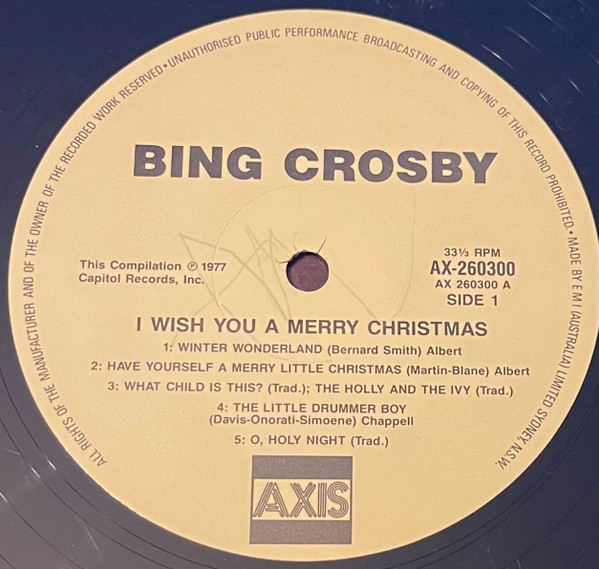 ALL RIGHTS OF THE MANUFACTURER AND OF THE OWNER OF THE RECORDED WORK RESERVED • UNAUTHORISED PUBLIC PERFORMANCE BROADCASTING AND COPYING OF THIS RECORD PROHIBITED. • MADE BY E M I (AUSTRALIA) LIMITED SYDNEY N.S.W.
BING CROSBY
This Compilation ℗ 1977
Capitol Records, Inc.
33⅓ RPM
AX-260300
AX 260300 A
SIDE 1
I WISH YOU A MERRY CHRISTMAS
1: WINTER WONDERLAND (Bernard Smith) Albert
2: HAVE YOURSELF A MERRY LITTLE CHRISTMAS (Martin-Blane) Albert
3: WHAT CHILD IS THIS? (Trad.); THE HOLLY AND THE IVY (Trad.)
4: THE LITTLE DRUMMER BOY
(Davis-Onorati-Simoene) Chappell
5: O, HOLY NIGHT (Trad.)
AXIS